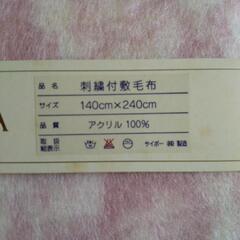 品名 刺繍付敷毛布
サイズ 140cm×240cm
品質 アクリル 100%
取扱
絵表示 サイボー㈱製造
A